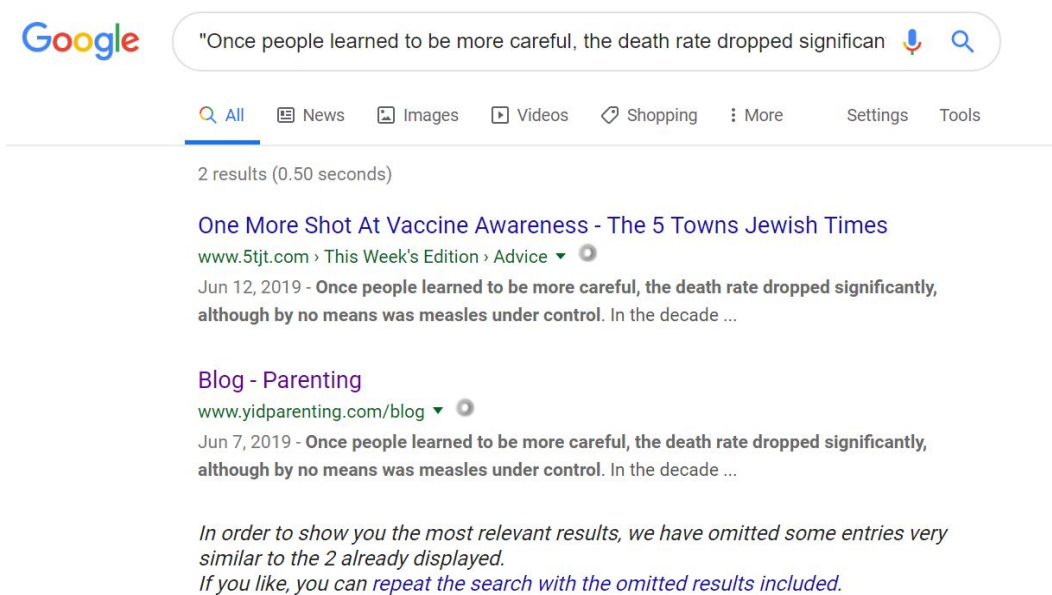 Google
"Once people learned to be more careful, the death rate dropped significan
All News Images Videos Shopping More Settings Tools
2 results (0.50 seconds)
One More Shot At Vaccine Awareness - The 5 Towns Jewish Times
www.5tjt.com › This Week's Edition › Advice
Jun 12, 2019 - Once people learned to be more careful, the death rate dropped significantly,
although by no means was measles under control. In the decade ...
Blog - Parenting
www.yidparenting.com/blog
Jun 7, 2019 - Once people learned to be more careful, the death rate dropped significantly,
although by no means was measles under control. In the decade ...
In order to show you the most relevant results, we have omitted some entries very
similar to the 2 already displayed.
If you like, you can repeat the search with the omitted results included.